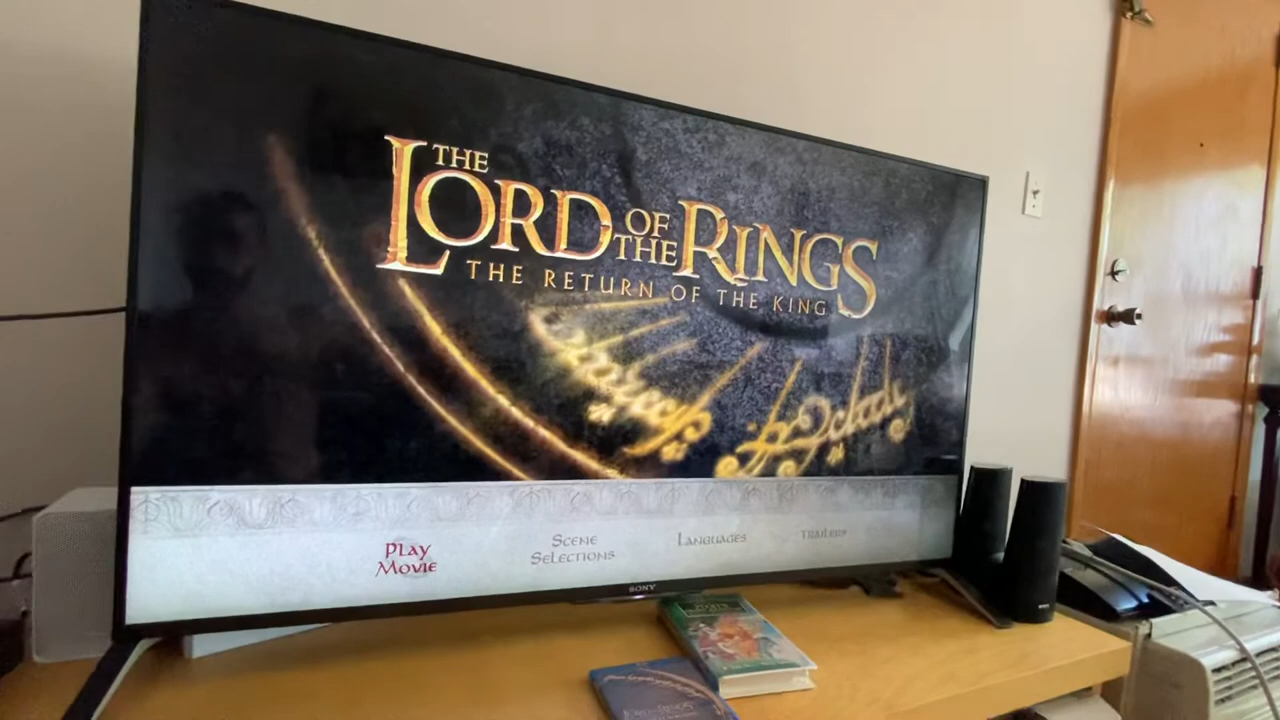 THE
LORD OF THE RINGS
THE RETURN OF THE KING
PLAY MOVIE
SCENE SELECTIONS
LANGUAGES
TRAILERS
SONY